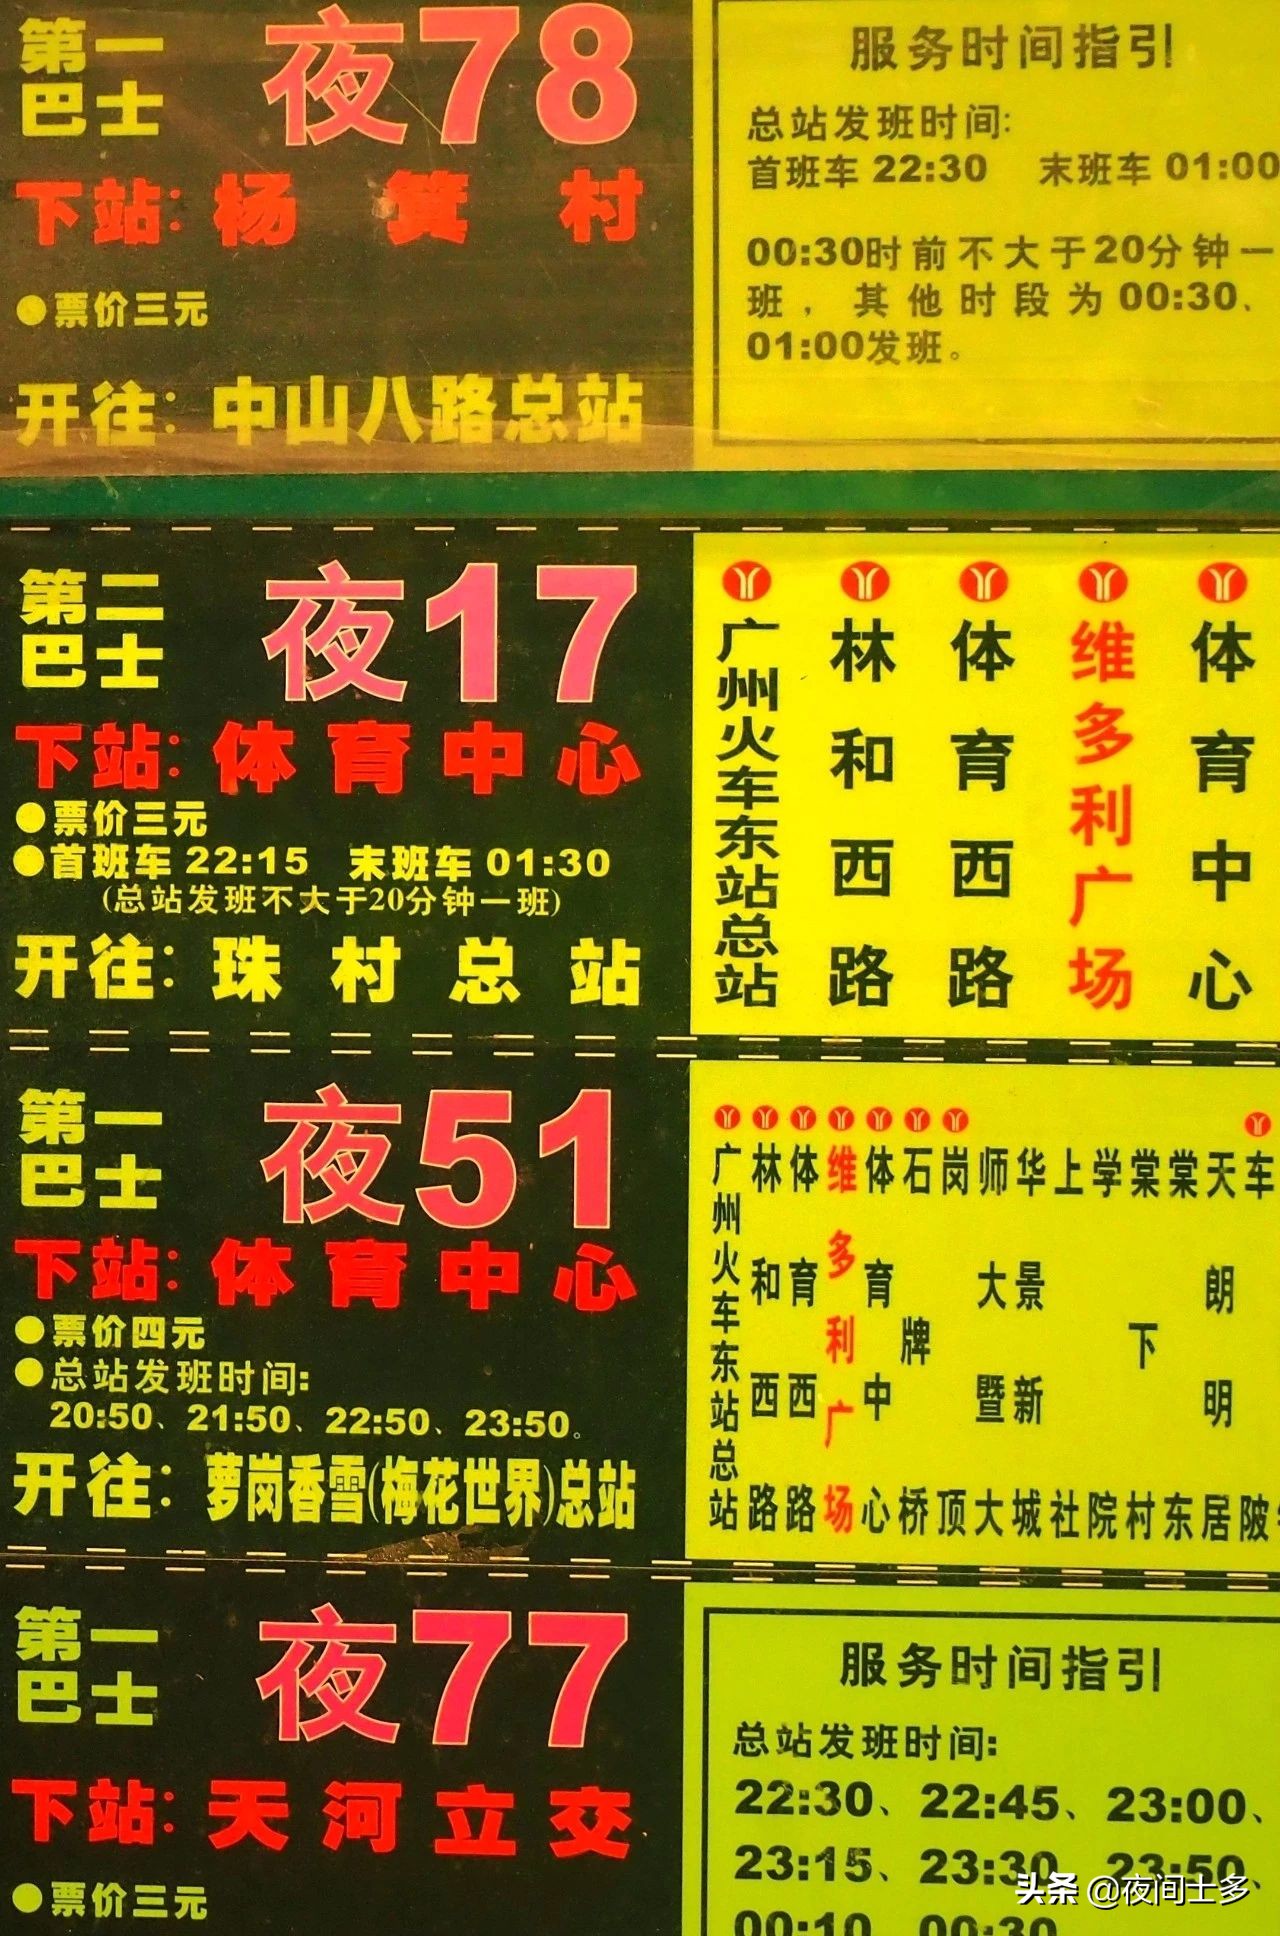 第一巴士
夜78
下站：杨箕村
●票价三元
开往：中山八路总站
服务时间指引
总站发班时间：
首班车 22:30 末班车 01:00
00:30时前不大于20分钟一
班，其他时段为00:30、
01:00发班。
第二巴士
夜17
下站：体育中心
●票价三元
●首班车 22:15 末班车 01:30
(总站发班不大于20分钟一班)
开往：珠村总站
广州火车东站总站
林和西路
体育西路
维多利广场
体育中心
第一巴士
夜51
下站：体育中心
●票价四元
●总站发班时间:
20:50、21:50、22:50、23:50。
开往：萝岗香雪(梅花世界)总站
广州火车东站总站
林和西路
体育西路
维多利广场
体育中心
石牌桥
岗顶
师大暨大
华景新城
上社
学院
棠下村
棠东
天朗明居
车陂
第一巴士
夜77
下站：天河立交
●票价三元
服务时间指引
总站发班时间:
22:30、22:45、23:00、
23:15、23:30、23:50、
00:10、00:30
头条 @夜间士多